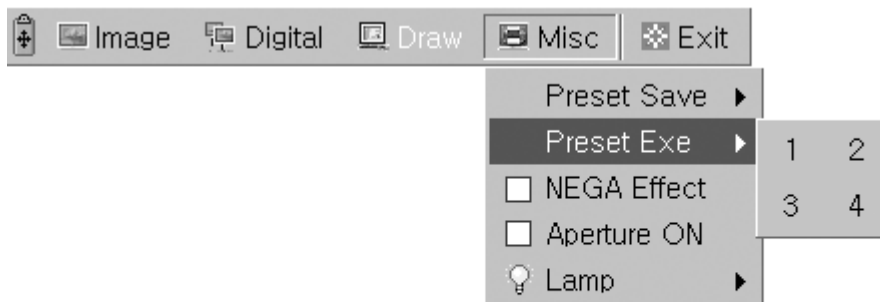 Image Digital Draw Misc Exit
Preset Save
Preset Exe
1 2
NEGA Effect
3 4
Aperture ON
Lamp